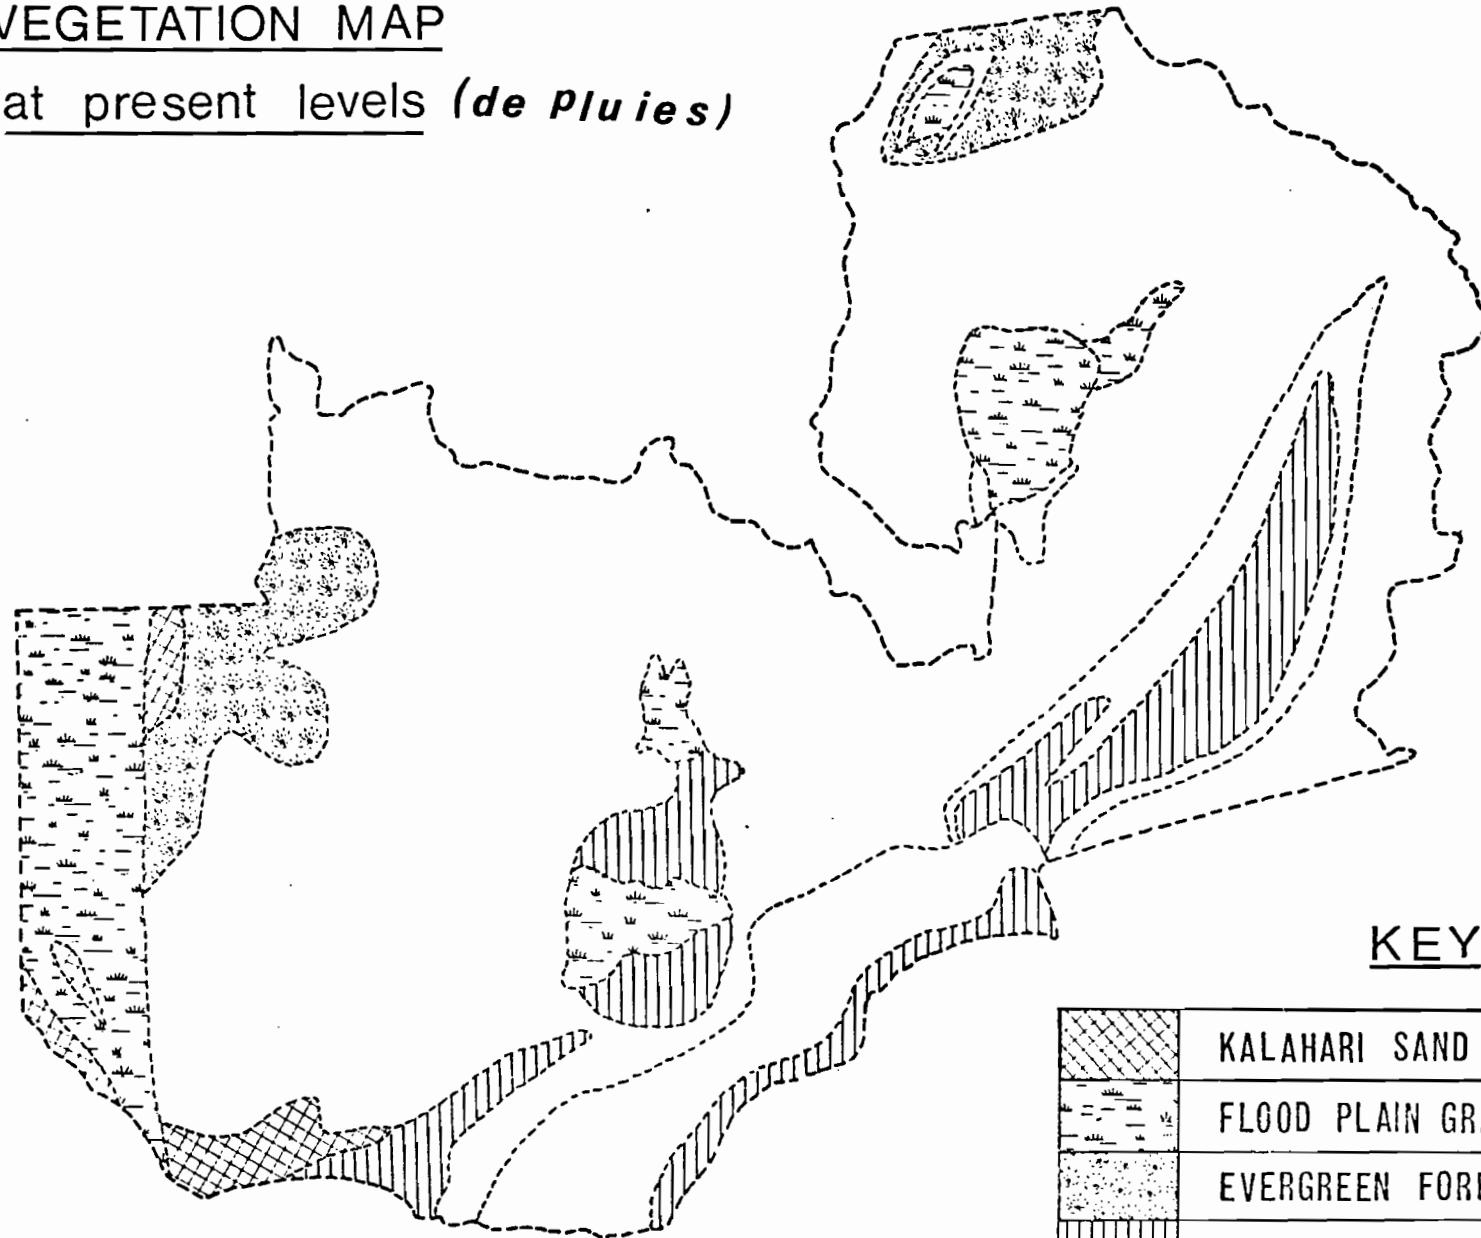 VEGETATION MAP
at present levels (de pluies)
KEY
KALAHARI SAND
FLOOD PLAIN GR
EVERGREEN FOR